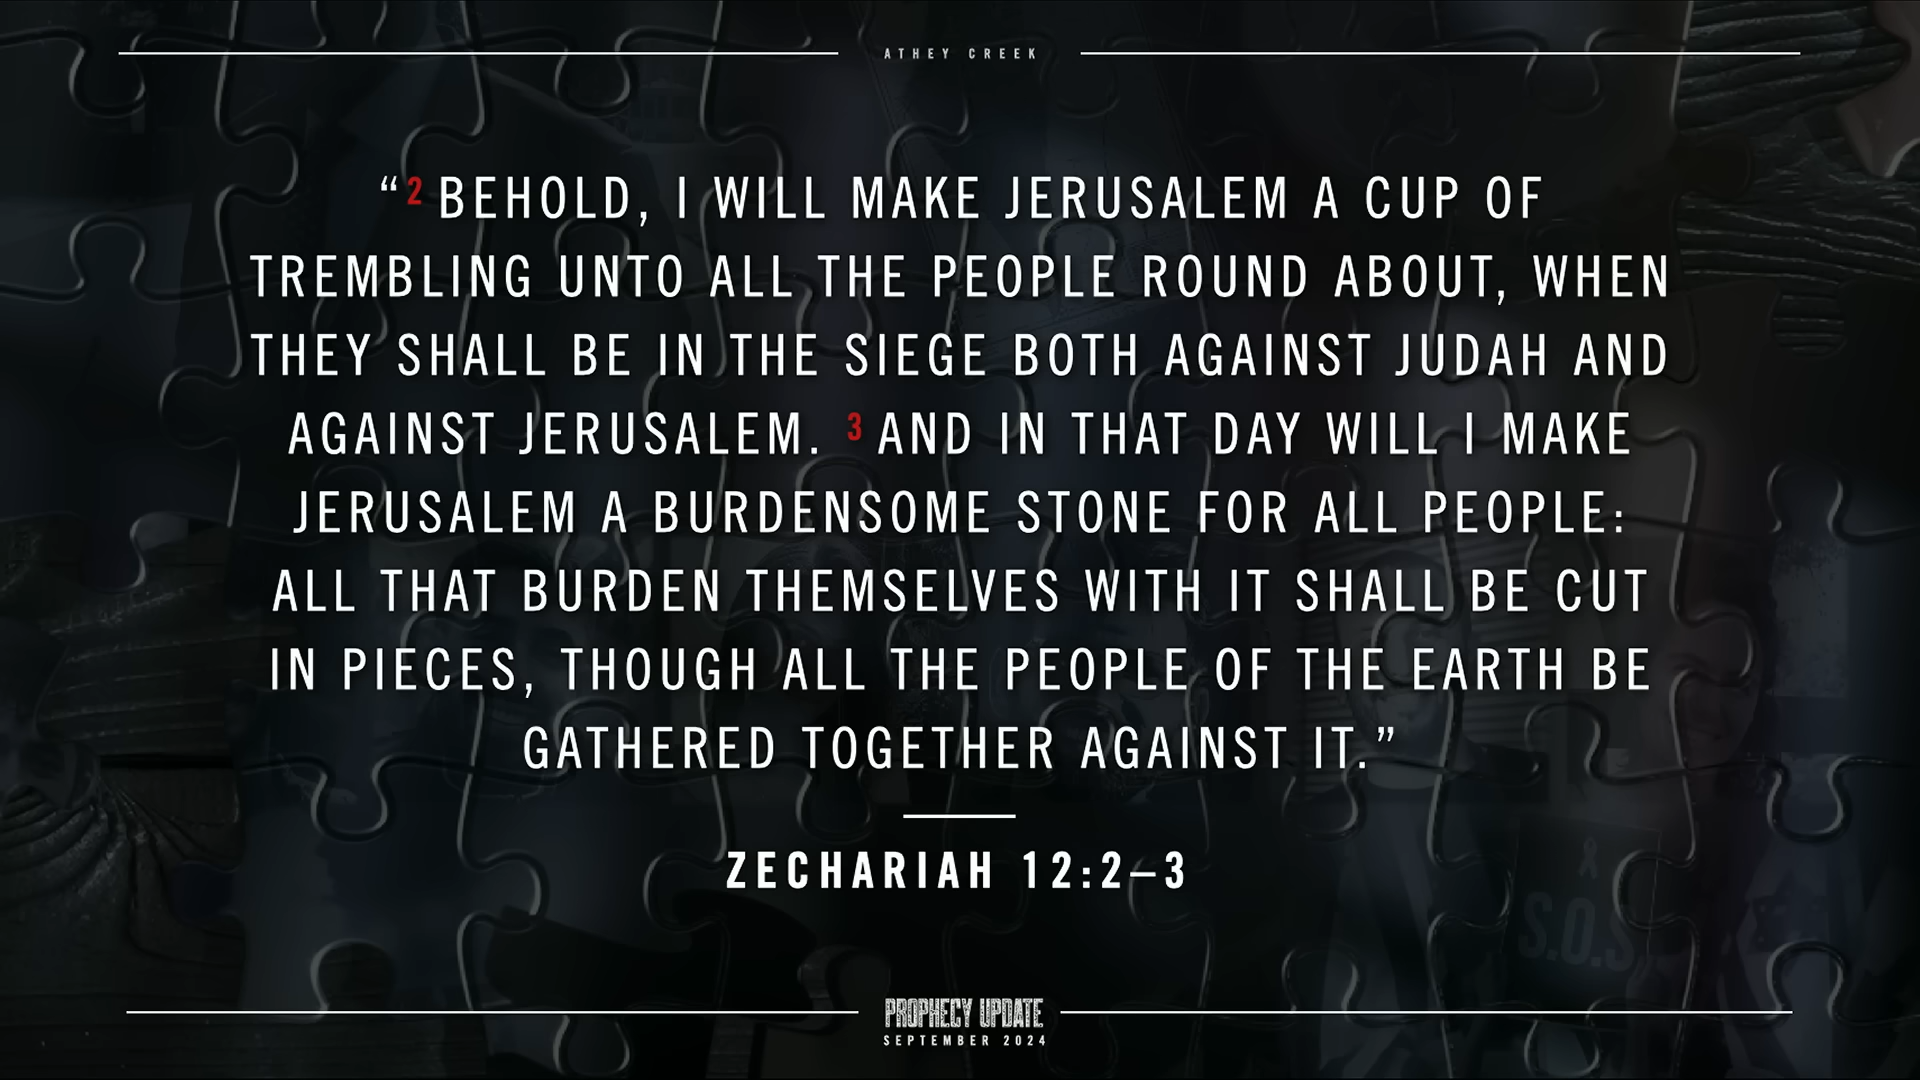 ATHEY CREEK
“2 BEHOLD, I WILL MAKE JERUSALEM A CUP OF
TREMBLING UNTO ALL THE PEOPLE ROUND ABOUT, WHEN
THEY SHALL BE IN THE SIEGE BOTH AGAINST JUDAH AND
AGAINST JERUSALEM. 3 AND IN THAT DAY WILL I MAKE
JERUSALEM A BURDENSOME STONE FOR ALL PEOPLE:
ALL THAT BURDEN THEMSELVES WITH IT SHALL BE CUT
IN PIECES, THOUGH ALL THE PEOPLE OF THE EARTH BE
GATHERED TOGETHER AGAINST IT.”
ZECHARIAH 12:2–3
S.O.S
PROPHECY UPDATE
SEPTEMBER 2024